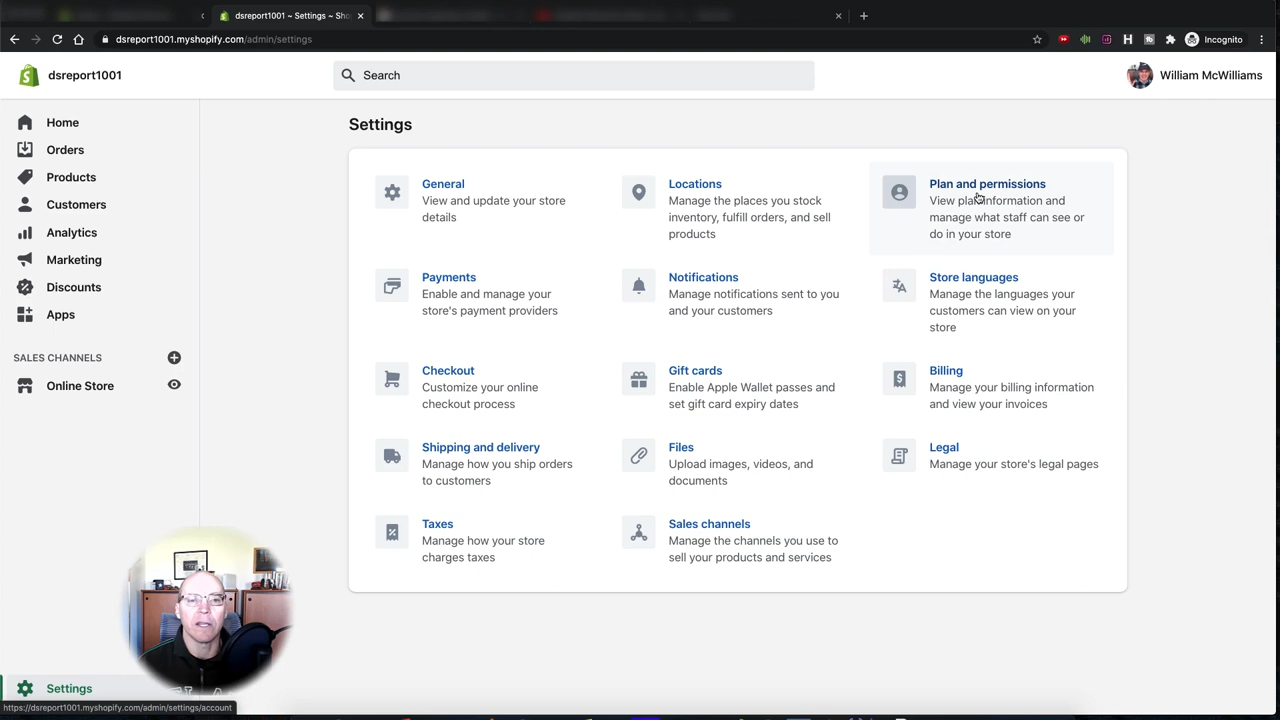 dsreport1001 ~ Settings ~ Sho
dsreport1001.myshopify.com/admin/settings
Incognito
dsreport1001
Search
William McWilliams
Home
Orders
Products
Customers
Analytics
Marketing
Discounts
Apps
SALES CHANNELS
Online Store
Settings
https://dsreport1001.myshopify.com/admin/settings/account
Settings
General
View and update your store
details
Locations
Manage the places you stock
inventory, fulfill orders, and sell
products
Plan and permissions
View plan information and
manage what staff can see or
do in your store
Payments
Enable and manage your
store's payment providers
Notifications
Manage notifications sent to you
and your customers
Store languages
Manage the languages your
customers can view on your
store
Checkout
Customize your online
checkout process
Gift cards
Enable Apple Wallet passes and
set gift card expiry dates
Billing
Manage your billing information
and view your invoices
Shipping and delivery
Manage how you ship orders
to customers
Files
Upload images, videos, and
documents
Legal
Manage your store's legal pages
Taxes
Manage how your store
charges taxes
Sales channels
Manage the channels you use to
sell your products and services